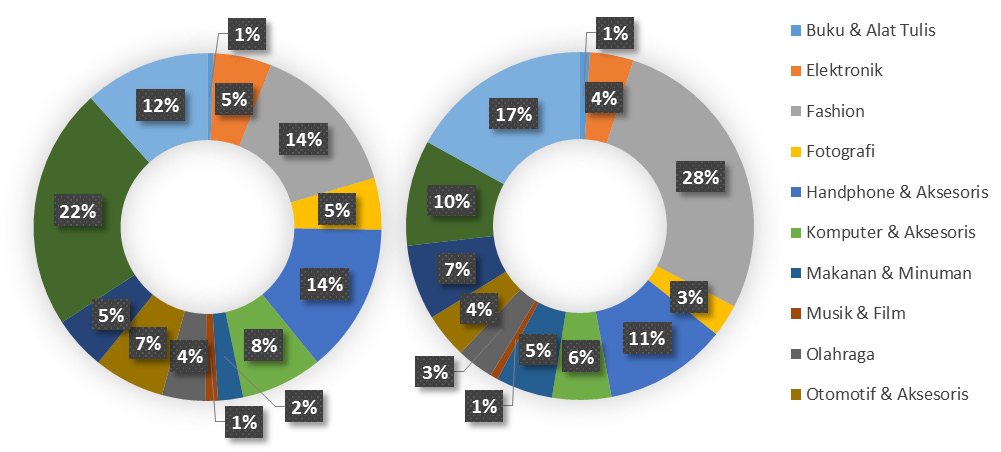 1%
5%
14%
5%
14%
8%
2%
1%
4%
7%
5%
22%
12%
1%
4%
28%
3%
11%
6%
5%
1%
3%
4%
7%
10%
17%
Buku & Alat Tulis
Elektronik
Fashion
Fotografi
Handphone & Aksesoris
Komputer & Aksesoris
Makanan & Minuman
Musik & Film
Olahraga
Otomotif & Aksesoris